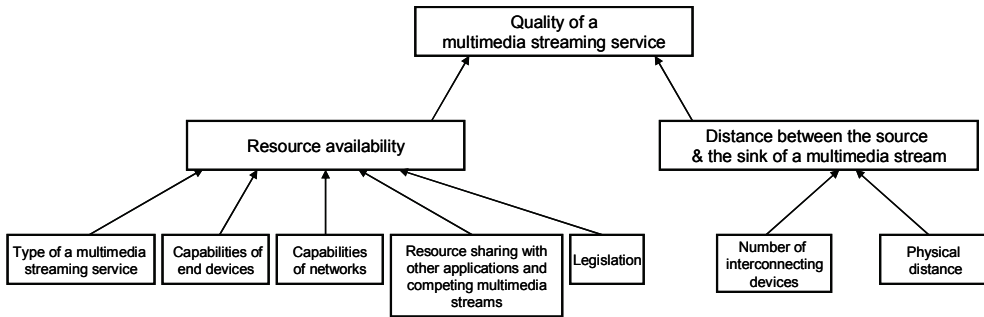 Quality of a
multimedia streaming service
Resource availability
Distance between the source
& the sink of a multimedia stream
Type of a multimedia
streaming service
Capabilities of
end devices
Capabilities
of networks
Resource sharing with
other applications and
competing multimedia
streams
Legislation
Number of
interconnecting
devices
Physical
distance